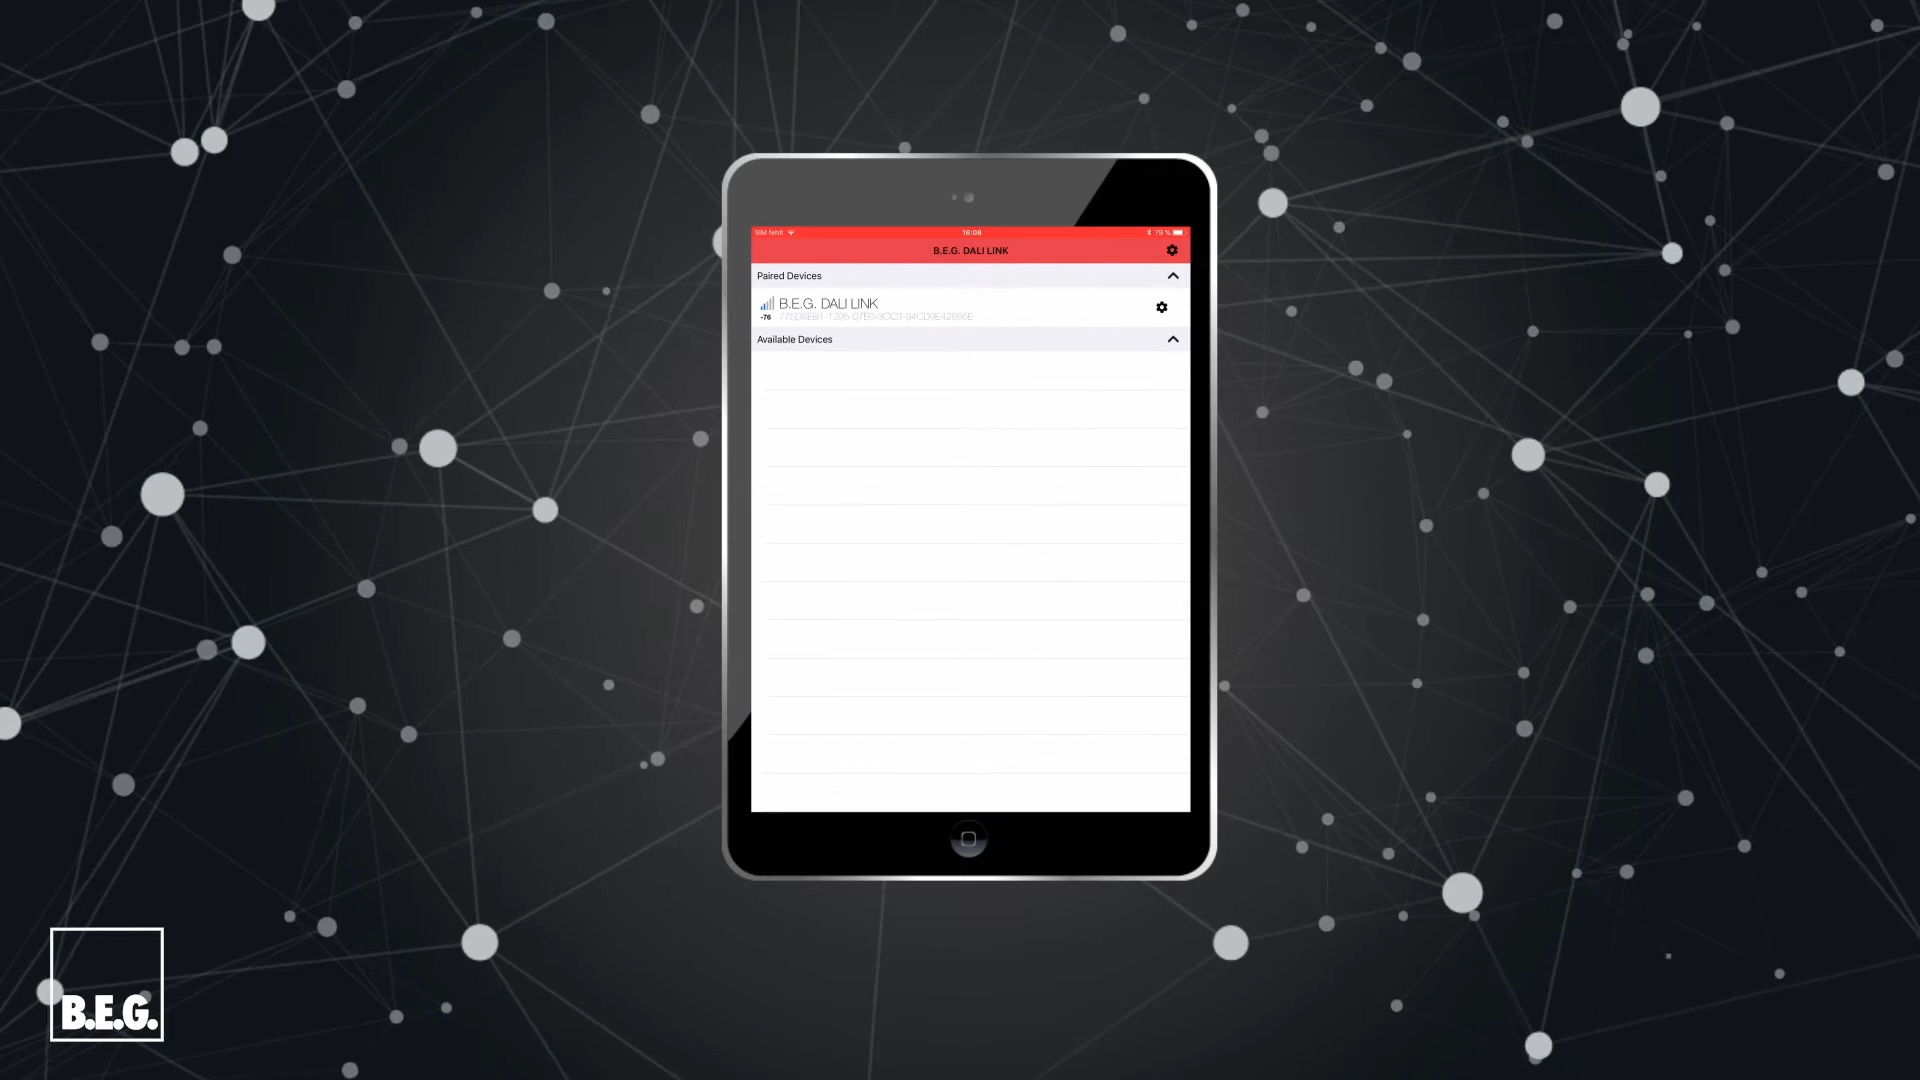 SIM fehlt 16:08 79 %
B.E.G. DALI LINK
Paired Devices
B.E.G. DALI LINK
-76
Available Devices
B.E.G.